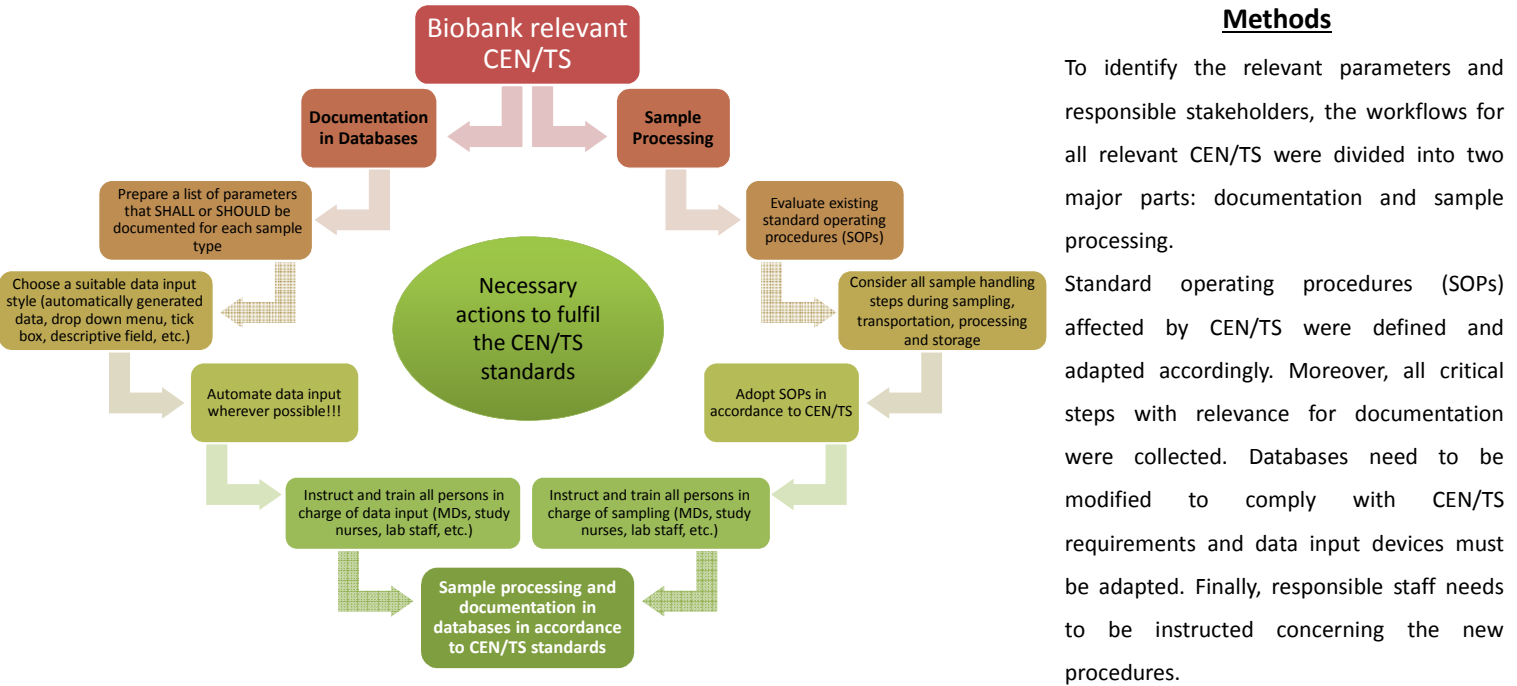 Biobank relevant
CEN/TS
Documentation
in Databases
Sample
Processing
Prepare a list of parameters
that SHALL or SHOULD be
documented for each sample
type
Evaluate existing
standard operating
procedures (SOPs)
Choose a suitable data input
style (automatically generated
data, drop down menu, tick
box, descriptive field, etc.)
Necessary
actions to fulfil
the CEN/TS
standards
Consider all sample handling
steps during sampling,
transportation, processing
and storage
Automate data input
wherever possible!!!
Adopt SOPs in
accordance to CEN/TS
Instruct and train all persons in
charge of data input (MDs, study
nurses, lab staff, etc.)
Instruct and train all persons in
charge of sampling (MDs, study
nurses, lab staff, etc.)
Sample processing and
documentation in
databases in accordance
to CEN/TS standards
Methods
To identify the relevant parameters and
responsible stakeholders, the workflows for
all relevant CEN/TS were divided into two
major parts: documentation and sample
processing.
Standard operating procedures (SOPs)
affected by CEN/TS were defined and
adapted accordingly. Moreover, all critical
steps with relevance for documentation
were collected. Databases need to be
modified to comply with CEN/TS
requirements and data input devices must
be adapted. Finally, responsible staff needs
to be instructed concerning the new
procedures.